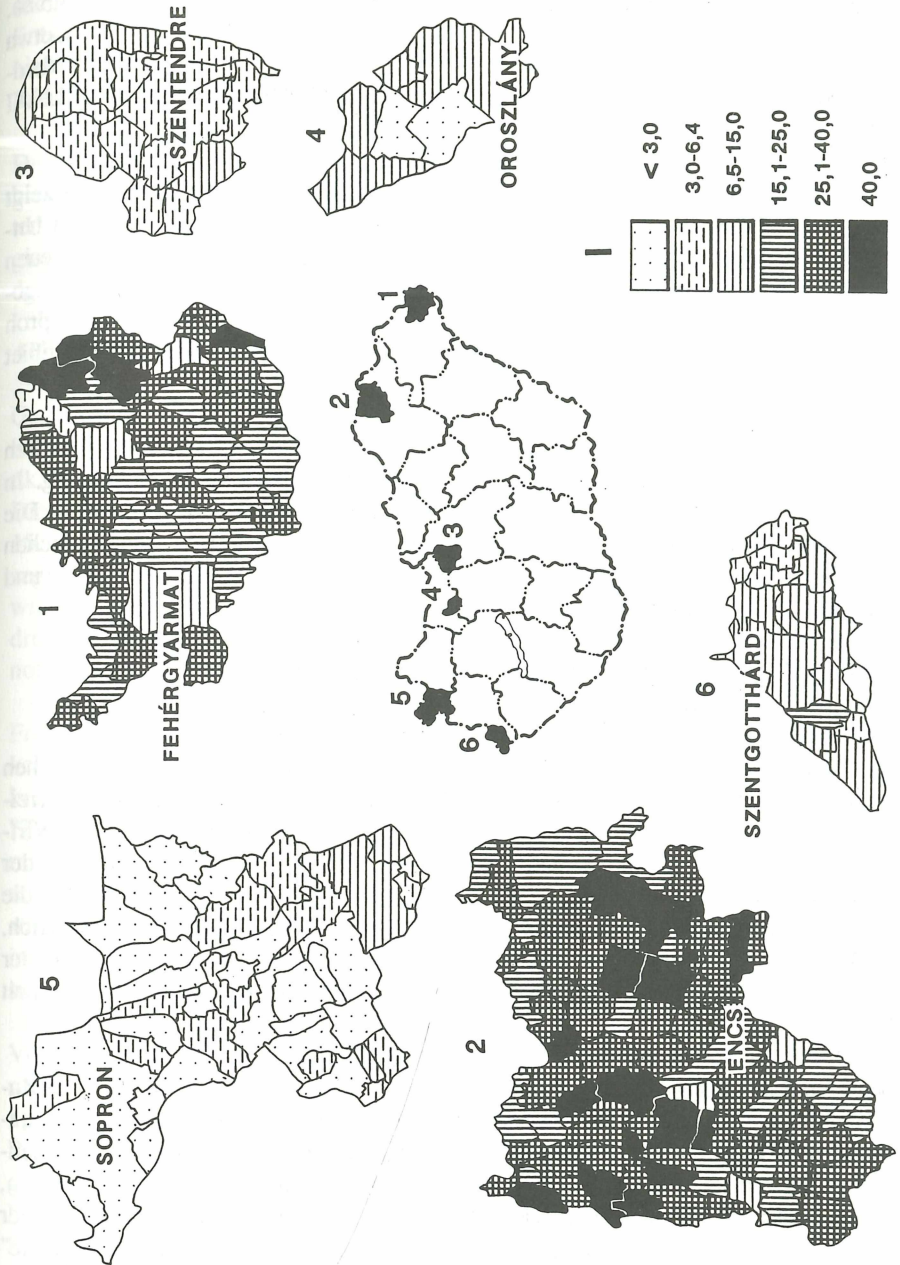 5
SOPRON
1
FEHÉRGYARMAT
3
SZENTENDRE
4
OROSZLÁNY
2
ENCS
5
6
4
3
2
1
6
SZENTGOTTHÁRD
I
< 3,0
3,0-6,4
6,5-15,0
15,1-25,0
25,1-40,0
40,0